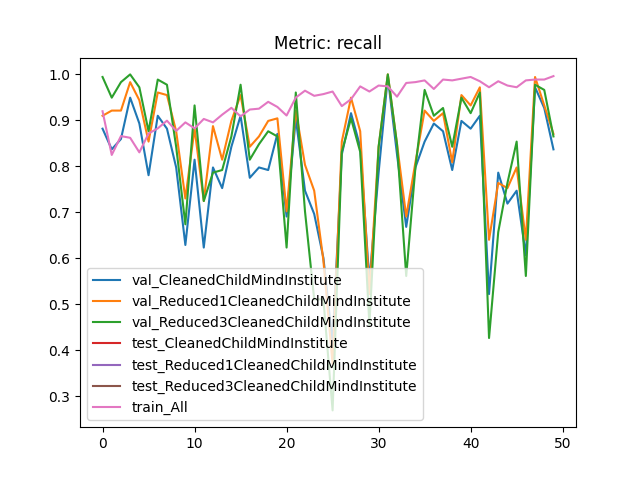 Metric: recall
1.0
0.9
0.8
0.7
0.6
0.5
0.4
0.3
val_CleanedChildMindInstitute
val_Reduced1CleanedChildMindInstitute
val_Reduced3CleanedChildMindInstitute
test_CleanedChildMindInstitute
test_Reduced1CleanedChildMindInstitute
test_Reduced3CleanedChildMindInstitute
train_All
0 10 20 30 40 50